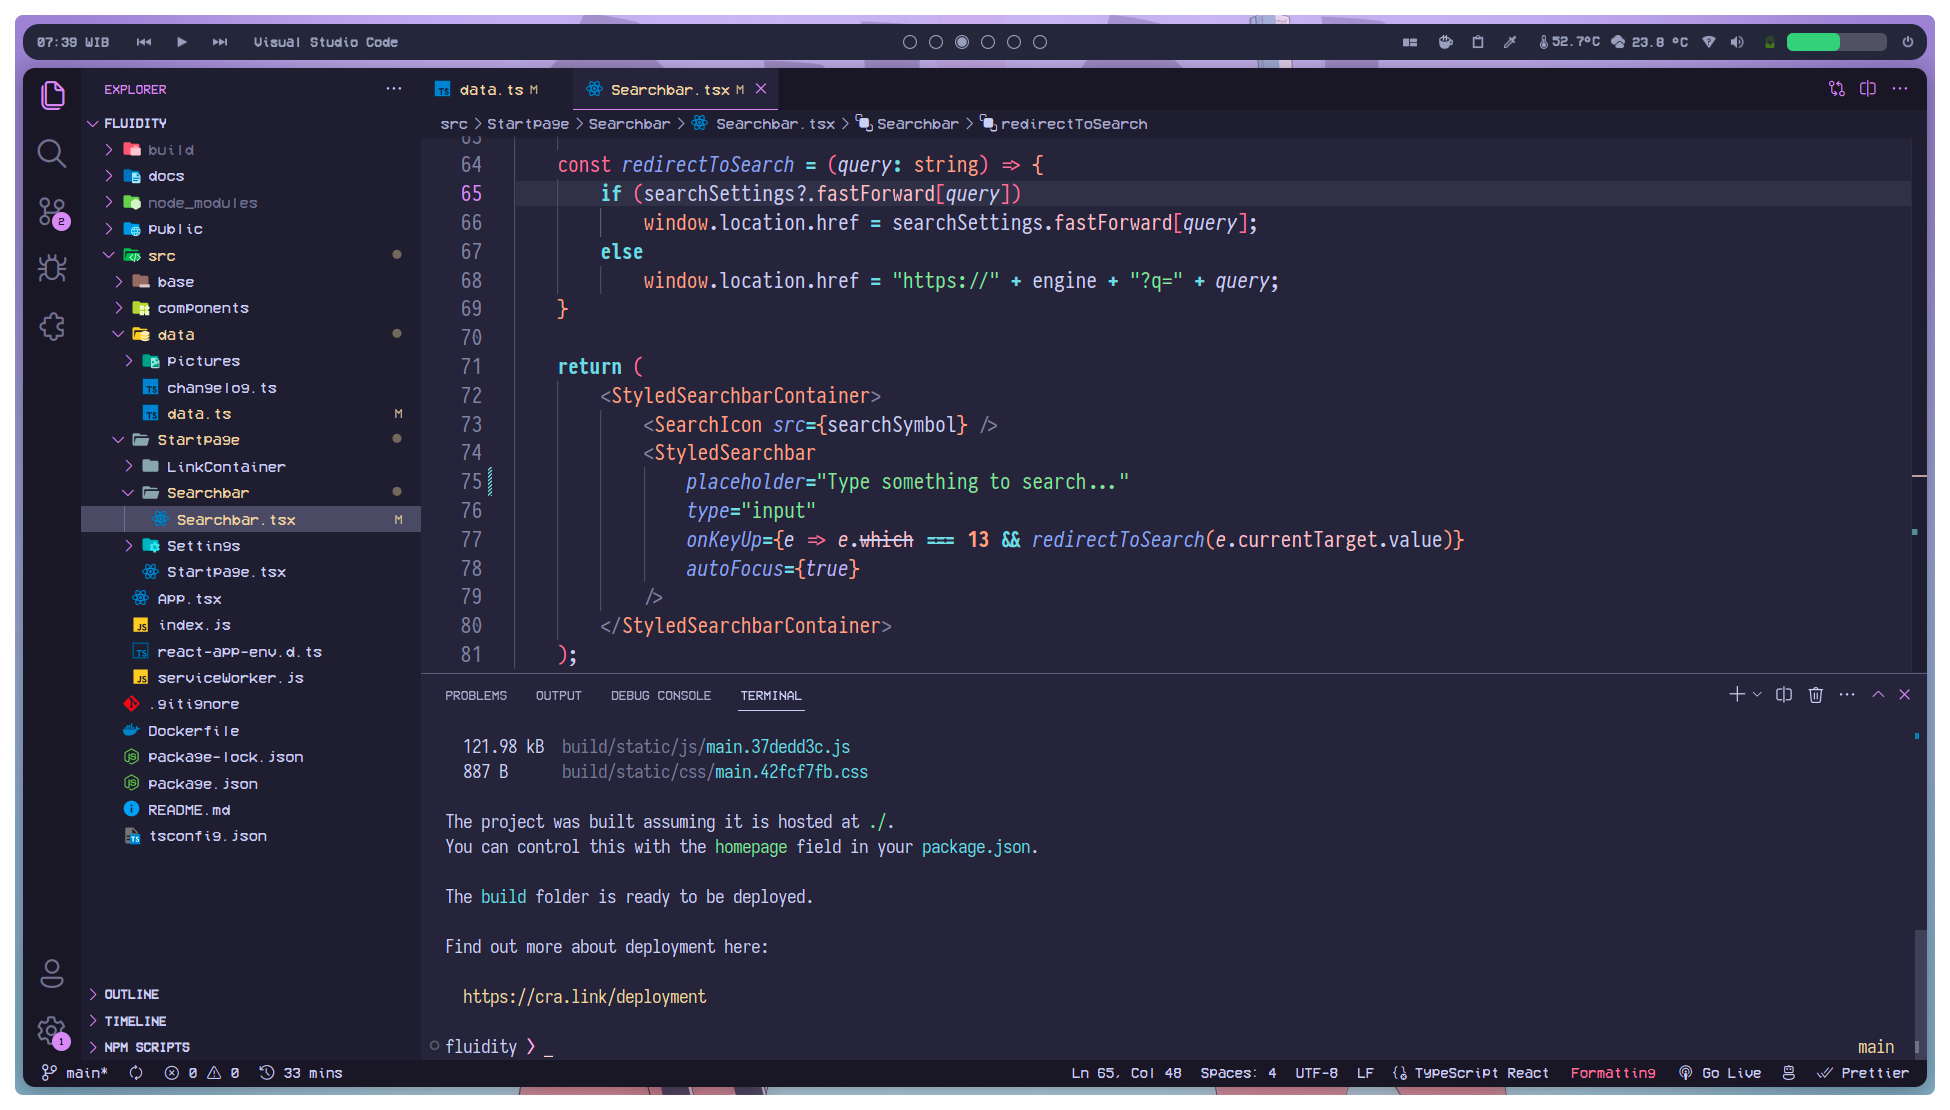 07:39 WIB
Visual Studio Code
52.7°C
23.8 °C
EXPLORER
FLUIDITY
build
docs
node_modules
public
src
base
components
data
pictures
changelog.ts
data.ts M
Startpage
LinkContainer
Searchbar
Searchbar.tsx M
Settings
Startpage.tsx
App.tsx
index.js
react-app-env.d.ts
serviceWorker.js
.gitignore
Dockerfile
package-lock.json
package.json
README.md
tsconfig.json
OUTLINE
TIMELINE
NPM SCRIPTS
2
1
data.ts M
Searchbar.tsx M
src > Startpage > Searchbar > Searchbar.tsx > Searchbar > redirectToSearch
63
64 const redirectToSearch = (query: string) => {
65 if (searchSettings?.fastForward[query])
66 window.location.href = searchSettings.fastForward[query];
67 else
68 window.location.href = "https://" + engine + "?q=" + query;
69 }
70
71 return (
72 <StyledSearchbarContainer>
73 <SearchIcon src={searchSymbol} />
74 <StyledSearchbar
75 placeholder="Type something to search..."
76 type="input"
77 onKeyUp={e => e.which === 13 && redirectToSearch(e.currentTarget.value)}
78 autoFocus={true}
79 />
80 </StyledSearchbarContainer>
81 );
PROBLEMS OUTPUT DEBUG CONSOLE TERMINAL
121.98 kB build/static/js/main.37dedd3c.js
887 B build/static/css/main.42fcf7fb.css
The project was built assuming it is hosted at ./.
You can control this with the homepage field in your package.json.
The build folder is ready to be deployed.
Find out more about deployment here:
https://cra.link/deployment
fluidity ❯ _
main
main* 0 0 33 mins
Ln 65, Col 48 Spaces: 4 UTF-8 LF TypeScript React Formatting Go Live Prettier